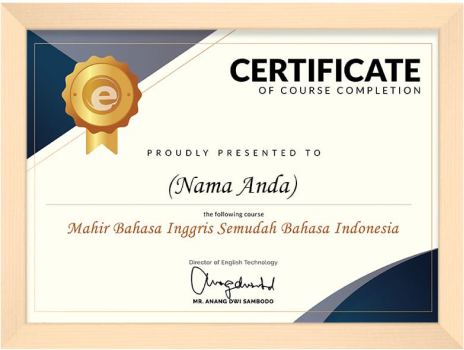 CERTIFICATE
OF COURSE COMPLETION
e
PROUDLY PRESENTED TO
(Nama Anda)
the following course
Mahir Bahasa Inggris Semudah Bahasa Indonesia
Director of English Technology
MR. ANANG DWI SAMBODO